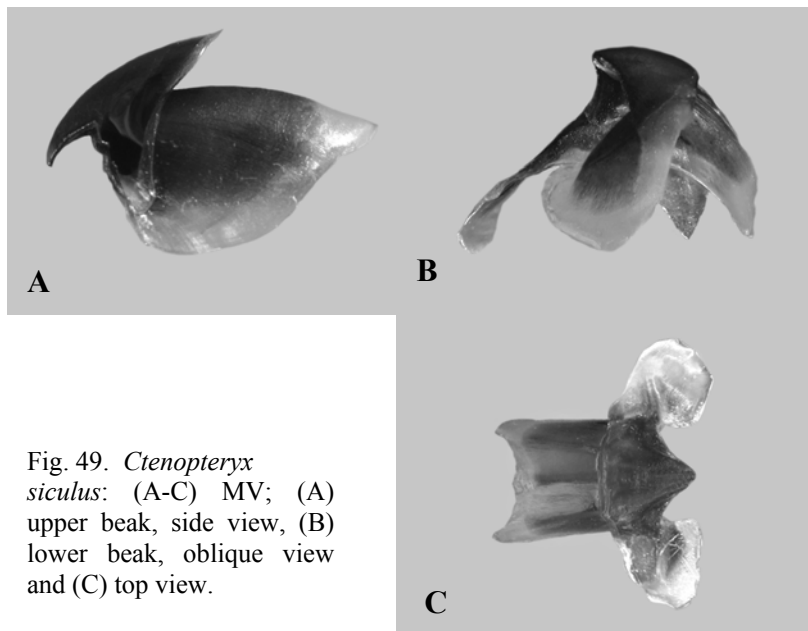 A
B
Fig. 49. Ctenopteryx
siculus: (A-C) MV; (A)
upper beak, side view, (B)
lower beak, oblique view
and (C) top view.
C